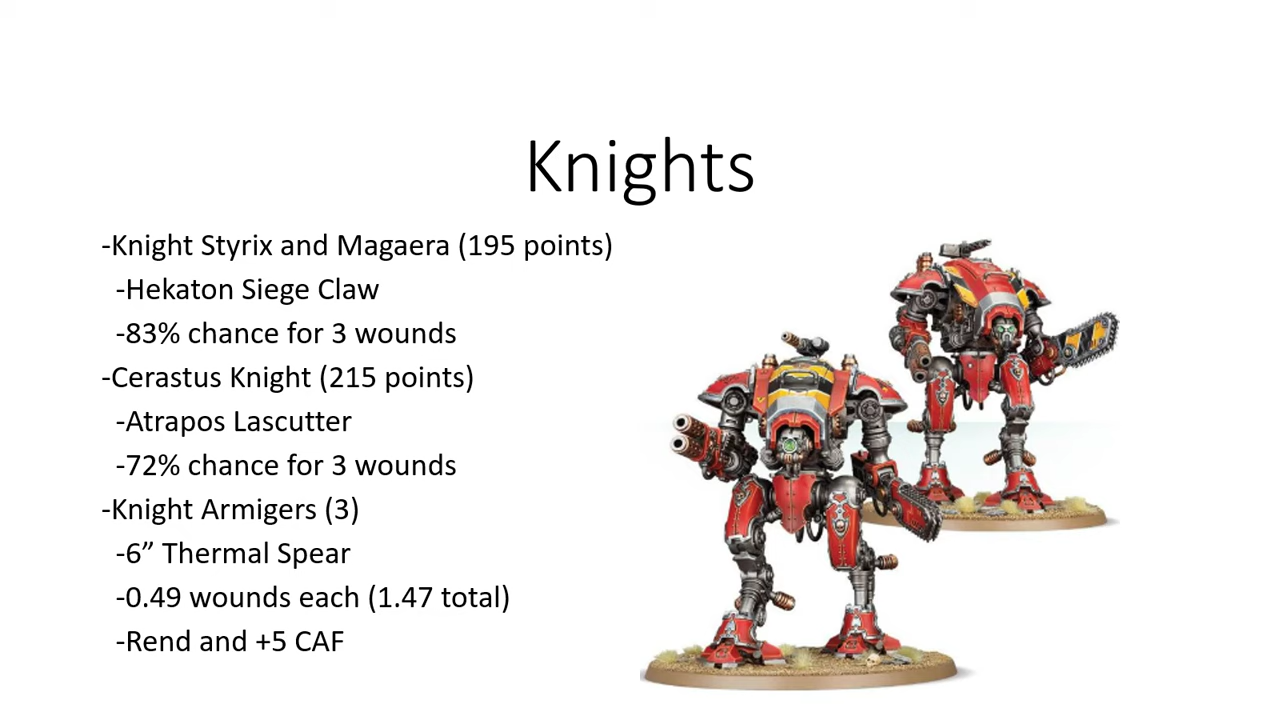 Knights
-Knight Styrix and Magaera (195 points)
-Hekaton Siege Claw
-83% chance for 3 wounds
-Cerastus Knight (215 points)
-Atrapos Lascutter
-72% chance for 3 wounds
-Knight Armigers (3)
-6” Thermal Spear
-0.49 wounds each (1.47 total)
-Rend and +5 CAF